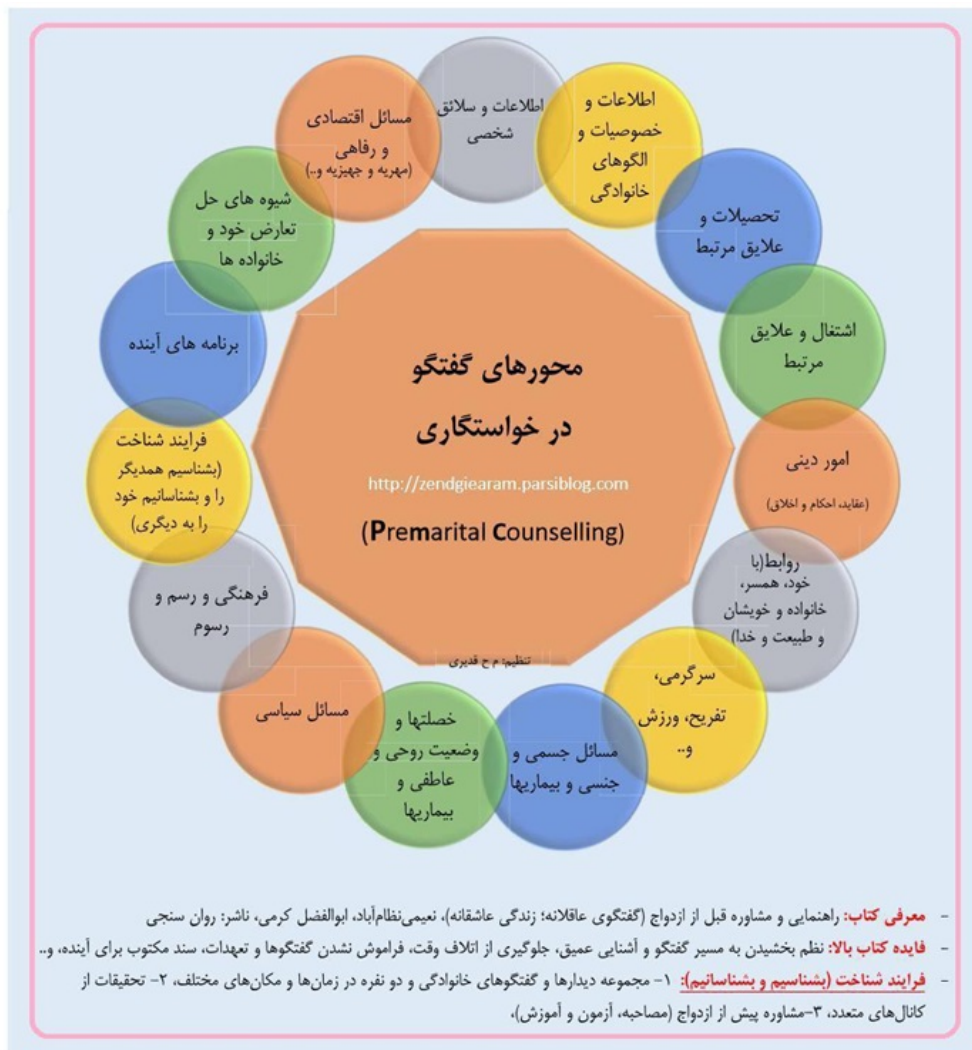 اطلاعات و سلائق
شخصی
اطلاعات و
خصوصیات و
الگوهای
خانوادگی
تحصیلات و
علایق مرتبط
اشتغال و علایق
مرتبط
امور دینی
(عقاید، احکام و اخلاق)
روابط(با
خود، همسر،
خانواده و خویشان
و طبیعت و خدا)
سرگرمی،
تفریح، ورزش
و..
مسائل جسمی و
جنسی و بیماریها
خصلتها و
وضعیت روحی و
عاطفی و
بیماریها
مسائل سیاسی
فرهنگی و رسم و
رسوم
فرایند شناخت
(بشناسیم همدیگر
را و بشناسانیم خود
را به دیگری)
برنامه های آینده
شیوه های حل
تعارض خود و
خانواده ها
مسائل اقتصادی
و رفاهی
(مهریه و جهیزیه و..)
محورهای گفتگو
در خواستگاری
http://zendgiearam.parsiblog.com
(Premarital Counselling)
تنظیم: م ح قدیری
- معرفی کتاب: راهنمایی و مشاوره قبل از ازدواج (گفتگوی عاقلانه؛ زندگی عاشقانه)، نعیمی‌نظام‌آباد، ابوالفضل کرمی، ناشر: روان سنجی
- فایده کتاب بالا: نظم بخشیدن به مسیر گفتگو و آشنایی عمیق، جلوگیری از اتلاف وقت، فراموش نشدن گفتگوها و تعهدات، سند مکتوب برای آینده، و..
- فرایند شناخت (بشناسیم و بشناسانیم): ۱- مجموعه دیدارها و گفتگوهای خانوادگی و دو نفره در زمان‌ها و مکان‌های مختلف، ۲- تحقیقات از
کانال‌های متعدد، ۳-مشاوره پیش از ازدواج (مصاحبه، آزمون و آموزش)،